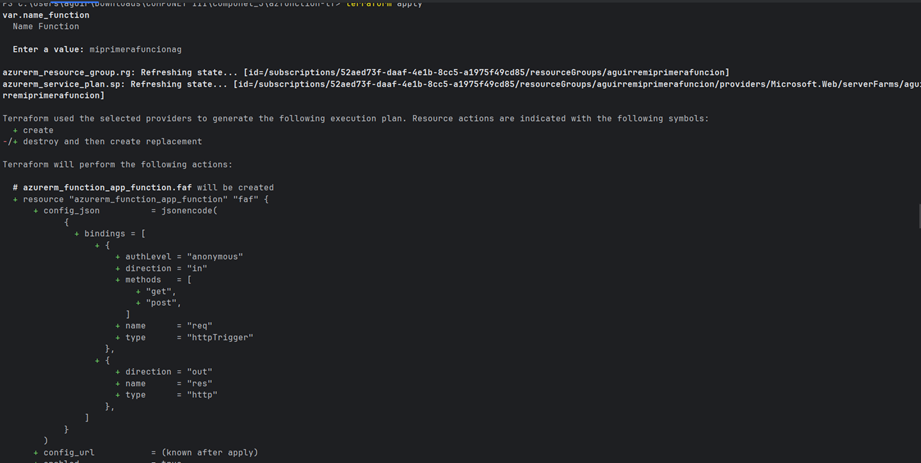 PS C:\Users\aguir\Downloads\COMPONET III\Componet_3\azfunction-tf> terraform apply
var.name_function
  Name Function

  Enter a value: miprimerafuncionag

azurerm_resource_group.rg: Refreshing state... [id=/subscriptions/52aed73f-daaf-4e1b-8cc5-a1975f49cd85/resourceGroups/aguirremiprimerafuncion]
azurerm_service_plan.sp: Refreshing state... [id=/subscriptions/52aed73f-daaf-4e1b-8cc5-a1975f49cd85/resourceGroups/aguirremiprimerafuncion/providers/Microsoft.Web/serverFarms/agui
rremiprimerafuncion]

Terraform used the selected providers to generate the following execution plan. Resource actions are indicated with the following symbols:
  + create
-/+ destroy and then create replacement

Terraform will perform the following actions:

  # azurerm_function_app_function.faf will be created
  + resource "azurerm_function_app_function" "faf" {
      + config_json           = jsonencode(
            {
              + bindings = [
                  + {
                      + authLevel = "anonymous"
                      + direction = "in"
                      + methods   = [
                          + "get",
                          + "post",
                        ]
                      + name      = "req"
                      + type      = "httpTrigger"
                    },
                  + {
                      + direction = "out"
                      + name      = "res"
                      + type      = "http"
                    },
                ]
            }
        )
      + config_url            = (known after apply)
      + enabled               = true